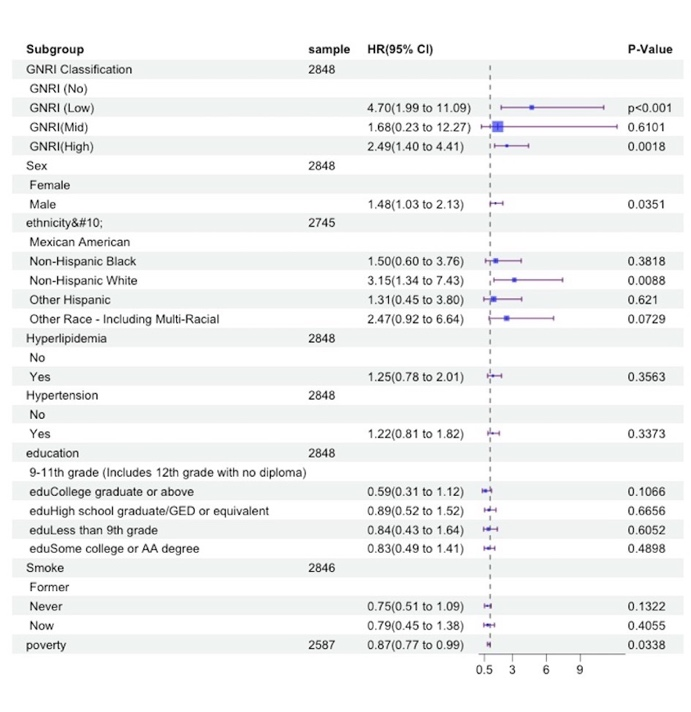 Subgroup sample HR(95% CI) P-Value
GNRI Classification 2848
GNRI (No)
GNRI (Low) 4.70(1.99 to 11.09) p<0.001
GNRI(Mid) 1.68(0.23 to 12.27) 0.6101
GNRI(High) 2.49(1.40 to 4.41) 0.0018
Sex 2848
Female
Male 1.48(1.03 to 2.13) 0.0351
ethnicity&#10; 2745
Mexican American
Non-Hispanic Black 1.50(0.60 to 3.76) 0.3818
Non-Hispanic White 3.15(1.34 to 7.43) 0.0088
Other Hispanic 1.31(0.45 to 3.80) 0.621
Other Race - Including Multi-Racial 2.47(0.92 to 6.64) 0.0729
Hyperlipidemia 2848
No
Yes 1.25(0.78 to 2.01) 0.3563
Hypertension 2848
No
Yes 1.22(0.81 to 1.82) 0.3373
education 2848
9-11th grade (Includes 12th grade with no diploma)
eduCollege graduate or above 0.59(0.31 to 1.12) 0.1066
eduHigh school graduate/GED or equivalent 0.89(0.52 to 1.52) 0.6656
eduLess than 9th grade 0.84(0.43 to 1.64) 0.6052
eduSome college or AA degree 0.83(0.49 to 1.41) 0.4898
Smoke 2846
Former
Never 0.75(0.51 to 1.09) 0.1322
Now 0.79(0.45 to 1.38) 0.4055
poverty 2587 0.87(0.77 to 0.99) 0.0338
0.5 3 6 9